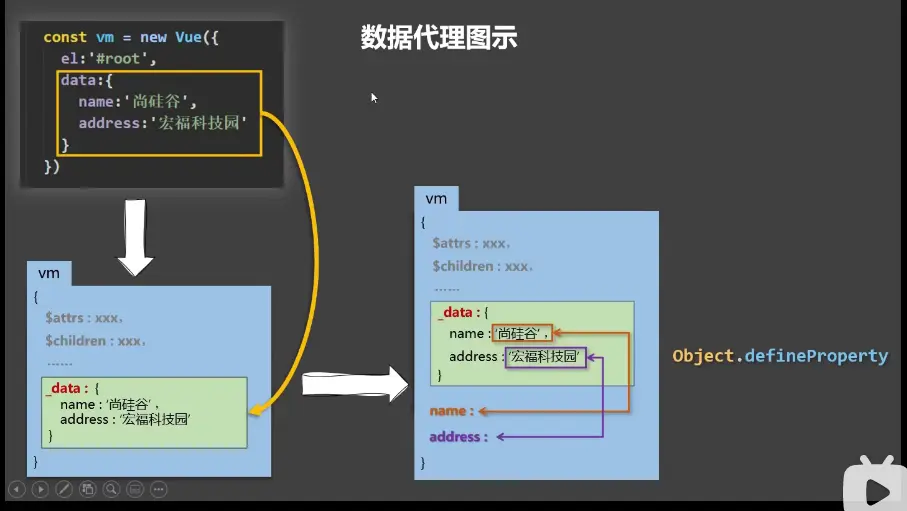 const vm = new Vue({
el:'#root',
data:{
name:'尚硅谷',
address:'宏福科技园'
}
})
数据代理图示
vm
{
$attrs : xxx,
$children : xxx,
......
_data : {
name : '尚硅谷' ,
address : '宏福科技园'
}
}
vm
{
$attrs : xxx,
$children : xxx,
......
_data : {
name : '尚硅谷' ,
address : '宏福科技园'
}
name :
address :
}
Object.defineProperty